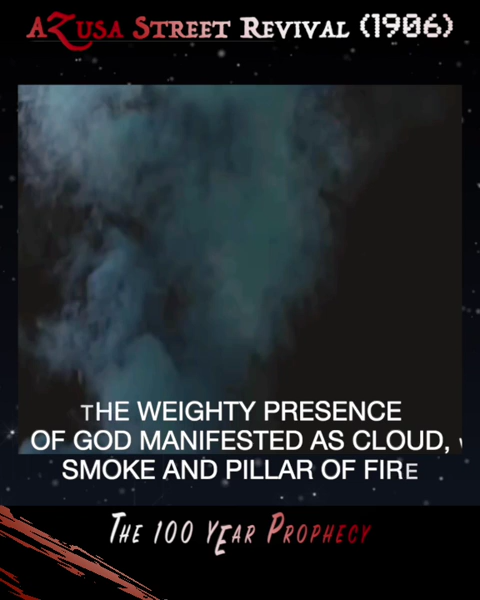 AZUSA STREET REVIVAL (1906)
THE WEIGHTY PRESENCE
OF GOD MANIFESTED AS CLOUD,
SMOKE AND PILLAR OF FIRE
THE 100 YEAR PROPHECY